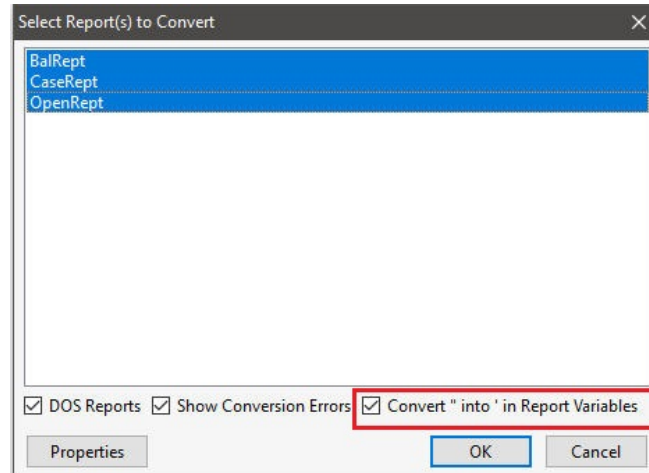 Select Report(s) to Convert
BalRept
CaseRept
OpenRept
DOS Reports Show Conversion Errors Convert " into ' in Report Variables
Properties OK Cancel